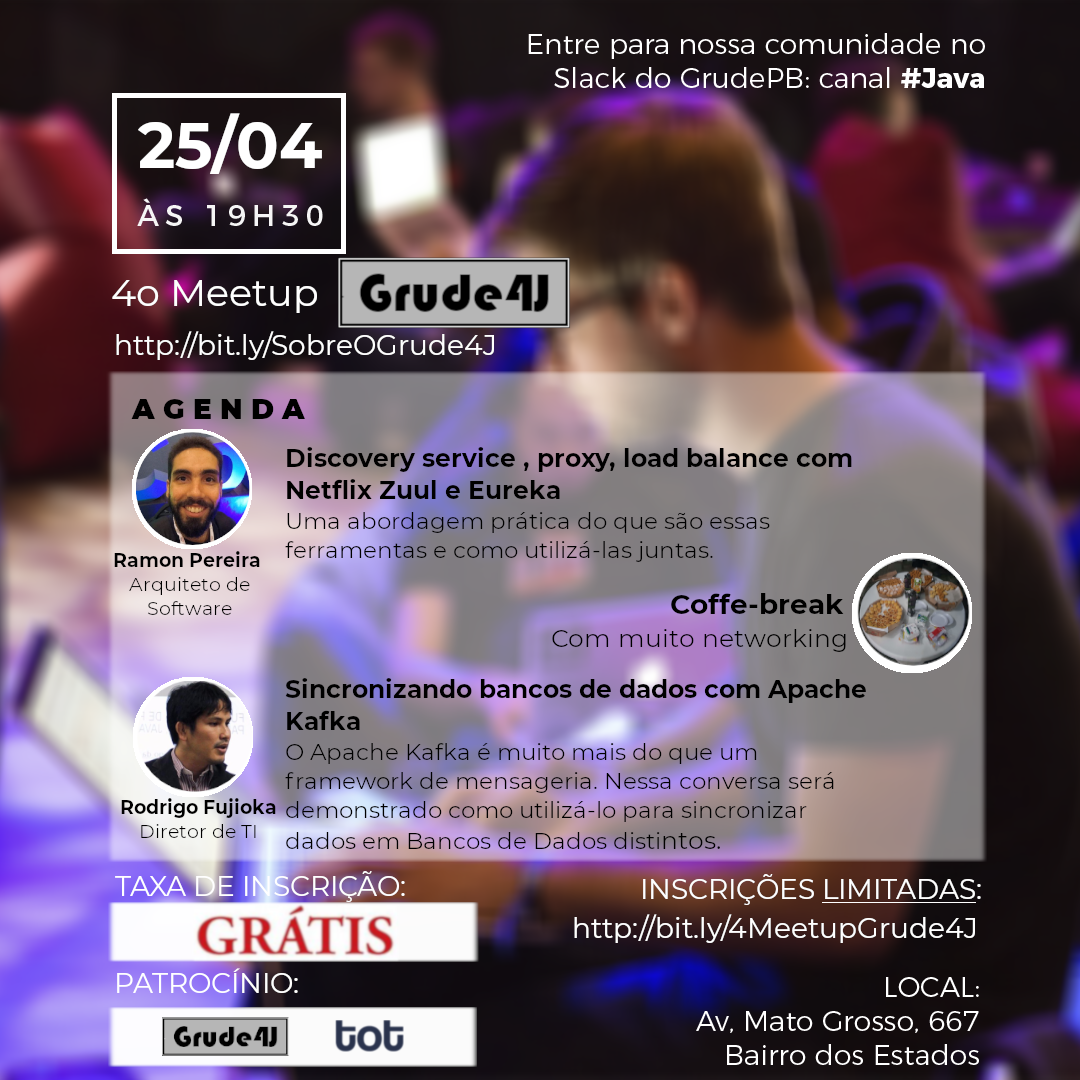 Entre para nossa comunidade no
Slack do GrudePB: canal #Java
25/04
ÀS 19H30
4o Meetup Grude4J
http://bit.ly/SobreOGrude4J
AGENDA
Discovery service , proxy, load balance com
Netflix Zuul e Eureka
Uma abordagem prática do que são essas
ferramentas e como utilizá-las juntas.
Ramon Pereira
Arquiteto de
Software
Coffe-break
Com muito networking
Sincronizando bancos de dados com Apache
Kafka
O Apache Kafka é muito mais do que um
framework de mensageria. Nessa conversa será
demonstrado como utilizá-lo para sincronizar
dados em Bancos de Dados distintos.
Rodrigo Fujioka
Diretor de TI
TAXA DE INSCRIÇÃO:
GRÁTIS
PATROCÍNIO:
Grude4J tot
INSCRIÇÕES LIMITADAS:
http://bit.ly/4MeetupGrude4J
LOCAL:
Av, Mato Grosso, 667
Bairro dos Estados